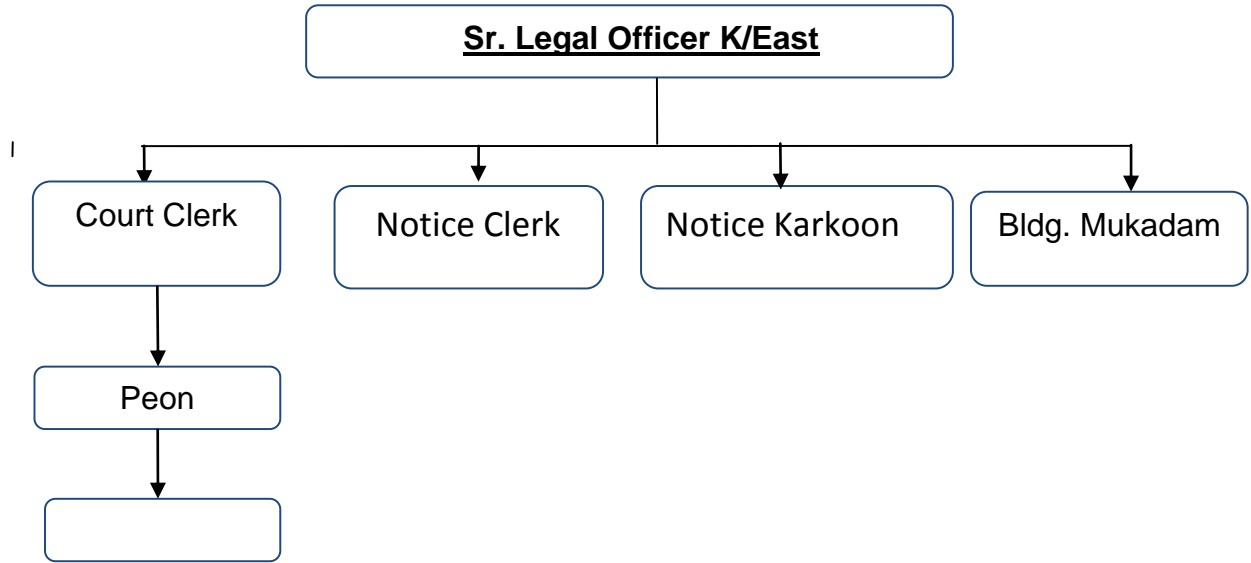 Sr. Legal Officer K/East
Court Clerk
Notice Clerk
Notice Karkoon
Bldg. Mukadam
Peon